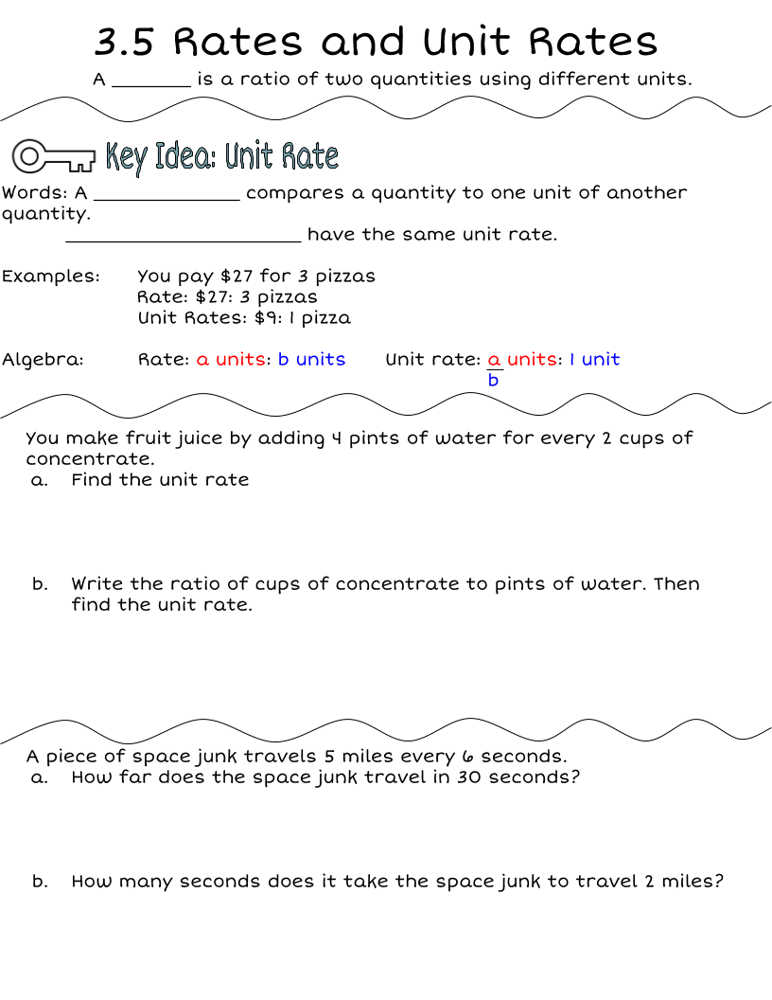 3.5 Rates and Unit Rates
A ________ is a ratio of two quantities using different units.
Key Idea: Unit Rate
Words: A _______________ compares a quantity to one unit of another
quantity.
________________________ have the same unit rate.
Examples: You pay $27 for 3 pizzas
Rate: $27: 3 pizzas
Unit Rates: $9: 1 pizza
Algebra: Rate: a units: b units Unit rate: a units: 1 unit
b
You make fruit juice by adding 4 pints of water for every 2 cups of
concentrate.
a. Find the unit rate
b. Write the ratio of cups of concentrate to pints of water. Then
find the unit rate.
A piece of space junk travels 5 miles every 6 seconds.
a. How far does the space junk travel in 30 seconds?
b. How many seconds does it take the space junk to travel 2 miles?